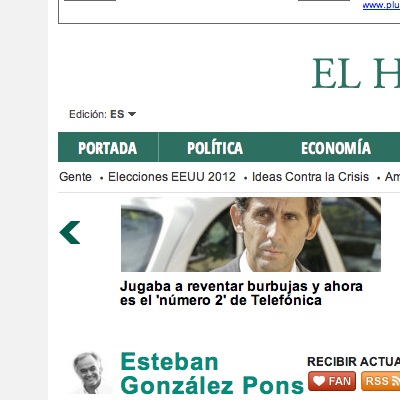 www.plu
EL H
Edición: ES
PORTADA POLÍTICA ECONOMÍA
Gente • Elecciones EEUU 2012 • Ideas Contra la Crisis • Am
Jugaba a reventar burbujas y ahora
es el 'número 2' de Telefónica
Esteban
González Pons
RECIBIR ACTUA
FAN RSS